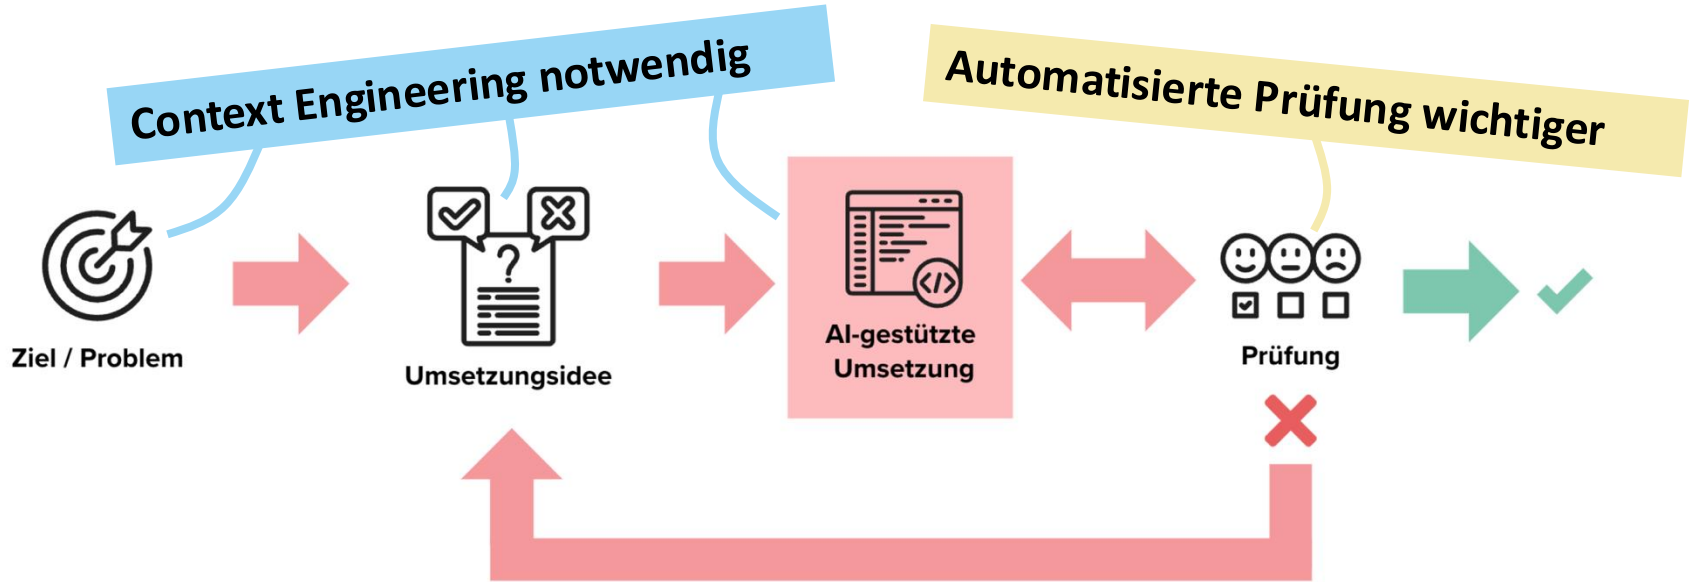 Context Engineering notwendig
Automatisierte Prüfung wichtiger
?
</>
Ziel / Problem
Umsetzungsidee
AI-gestützte
Umsetzung
Prüfung